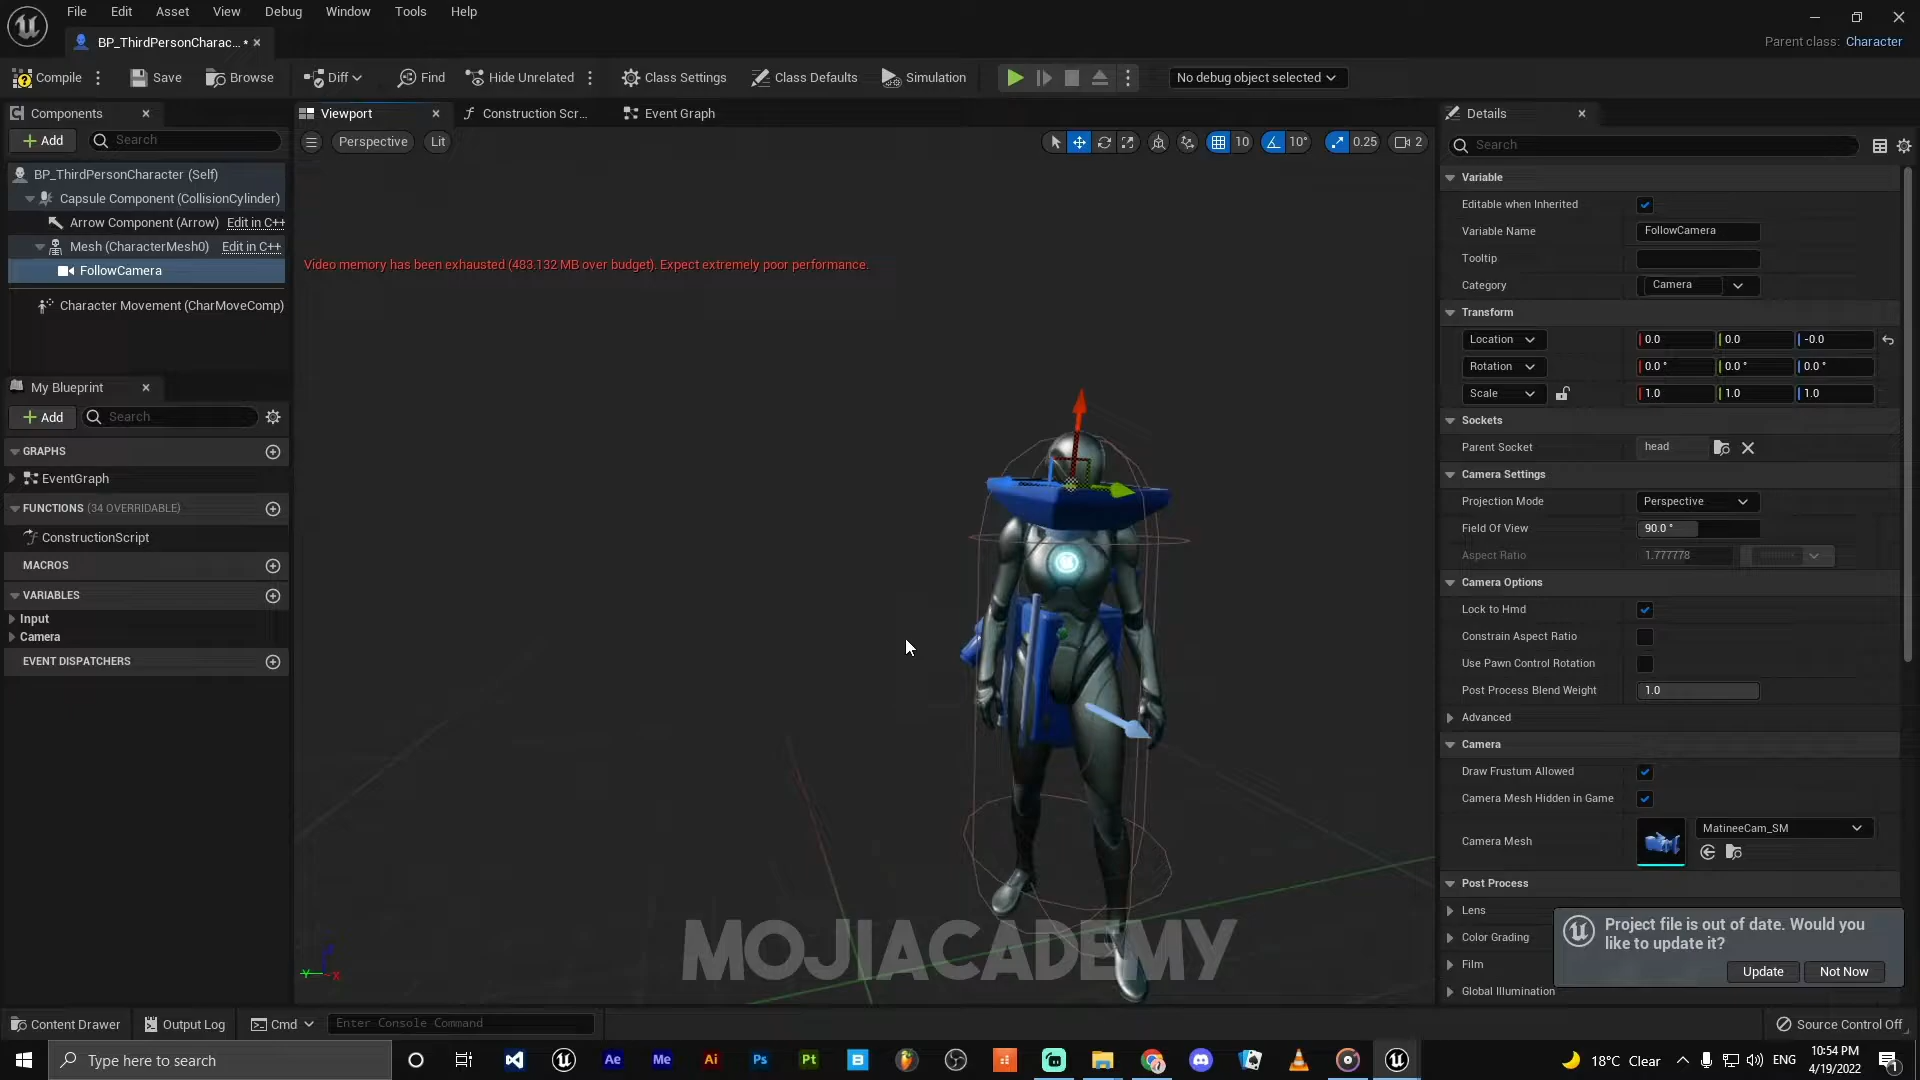 File Edit Asset View Debug Window Tools Help
BP_ThirdPersonCharac... •
Parent class: Character
Compile Save Browse Diff Find Hide Unrelated Class Settings Class Defaults Simulation No debug object selected
Components
Add Search
BP_ThirdPersonCharacter (Self)
Capsule Component (CollisionCylinder)
Arrow Component (Arrow) Edit in C++
Mesh (CharacterMesh0) Edit in C++
FollowCamera
Character Movement (CharMoveComp)
My Blueprint
Add Search
GRAPHS
EventGraph
FUNCTIONS (34 OVERRIDABLE)
ConstructionScript
MACROS
VARIABLES
Input
Camera
EVENT DISPATCHERS
Viewport Construction Scr... Event Graph
Perspective Lit 10 10° 0.25 2
Video memory has been exhausted (483.132 MB over budget). Expect extremely poor performance.
MOJIACADEMY
Details
Search
Variable
Editable when Inherited
Variable Name FollowCamera
Tooltip
Category Camera
Transform
Location 0.0 0.0 -0.0
Rotation 0.0 ° 0.0 ° 0.0 °
Scale 1.0 1.0 1.0
Sockets
Parent Socket head
Camera Settings
Projection Mode Perspective
Field Of View 90.0 °
Aspect Ratio 1.777778
Camera Options
Lock to Hmd
Constrain Aspect Ratio
Use Pawn Control Rotation
Post Process Blend Weight 1.0
Advanced
Camera
Draw Frustum Allowed
Camera Mesh Hidden in Game
Camera Mesh MatineeCam_SM
Post Process
Lens
Color Grading
Film
Global Illumination
Project file is out of date. Would you
like to update it?
Update Not Now
Content Drawer Output Log Cmd Enter Console Command Source Control Off
Type here to search Ae Me Ai Ps Pt 18°C Clear ENG 10:54 PM
4/19/2022 1